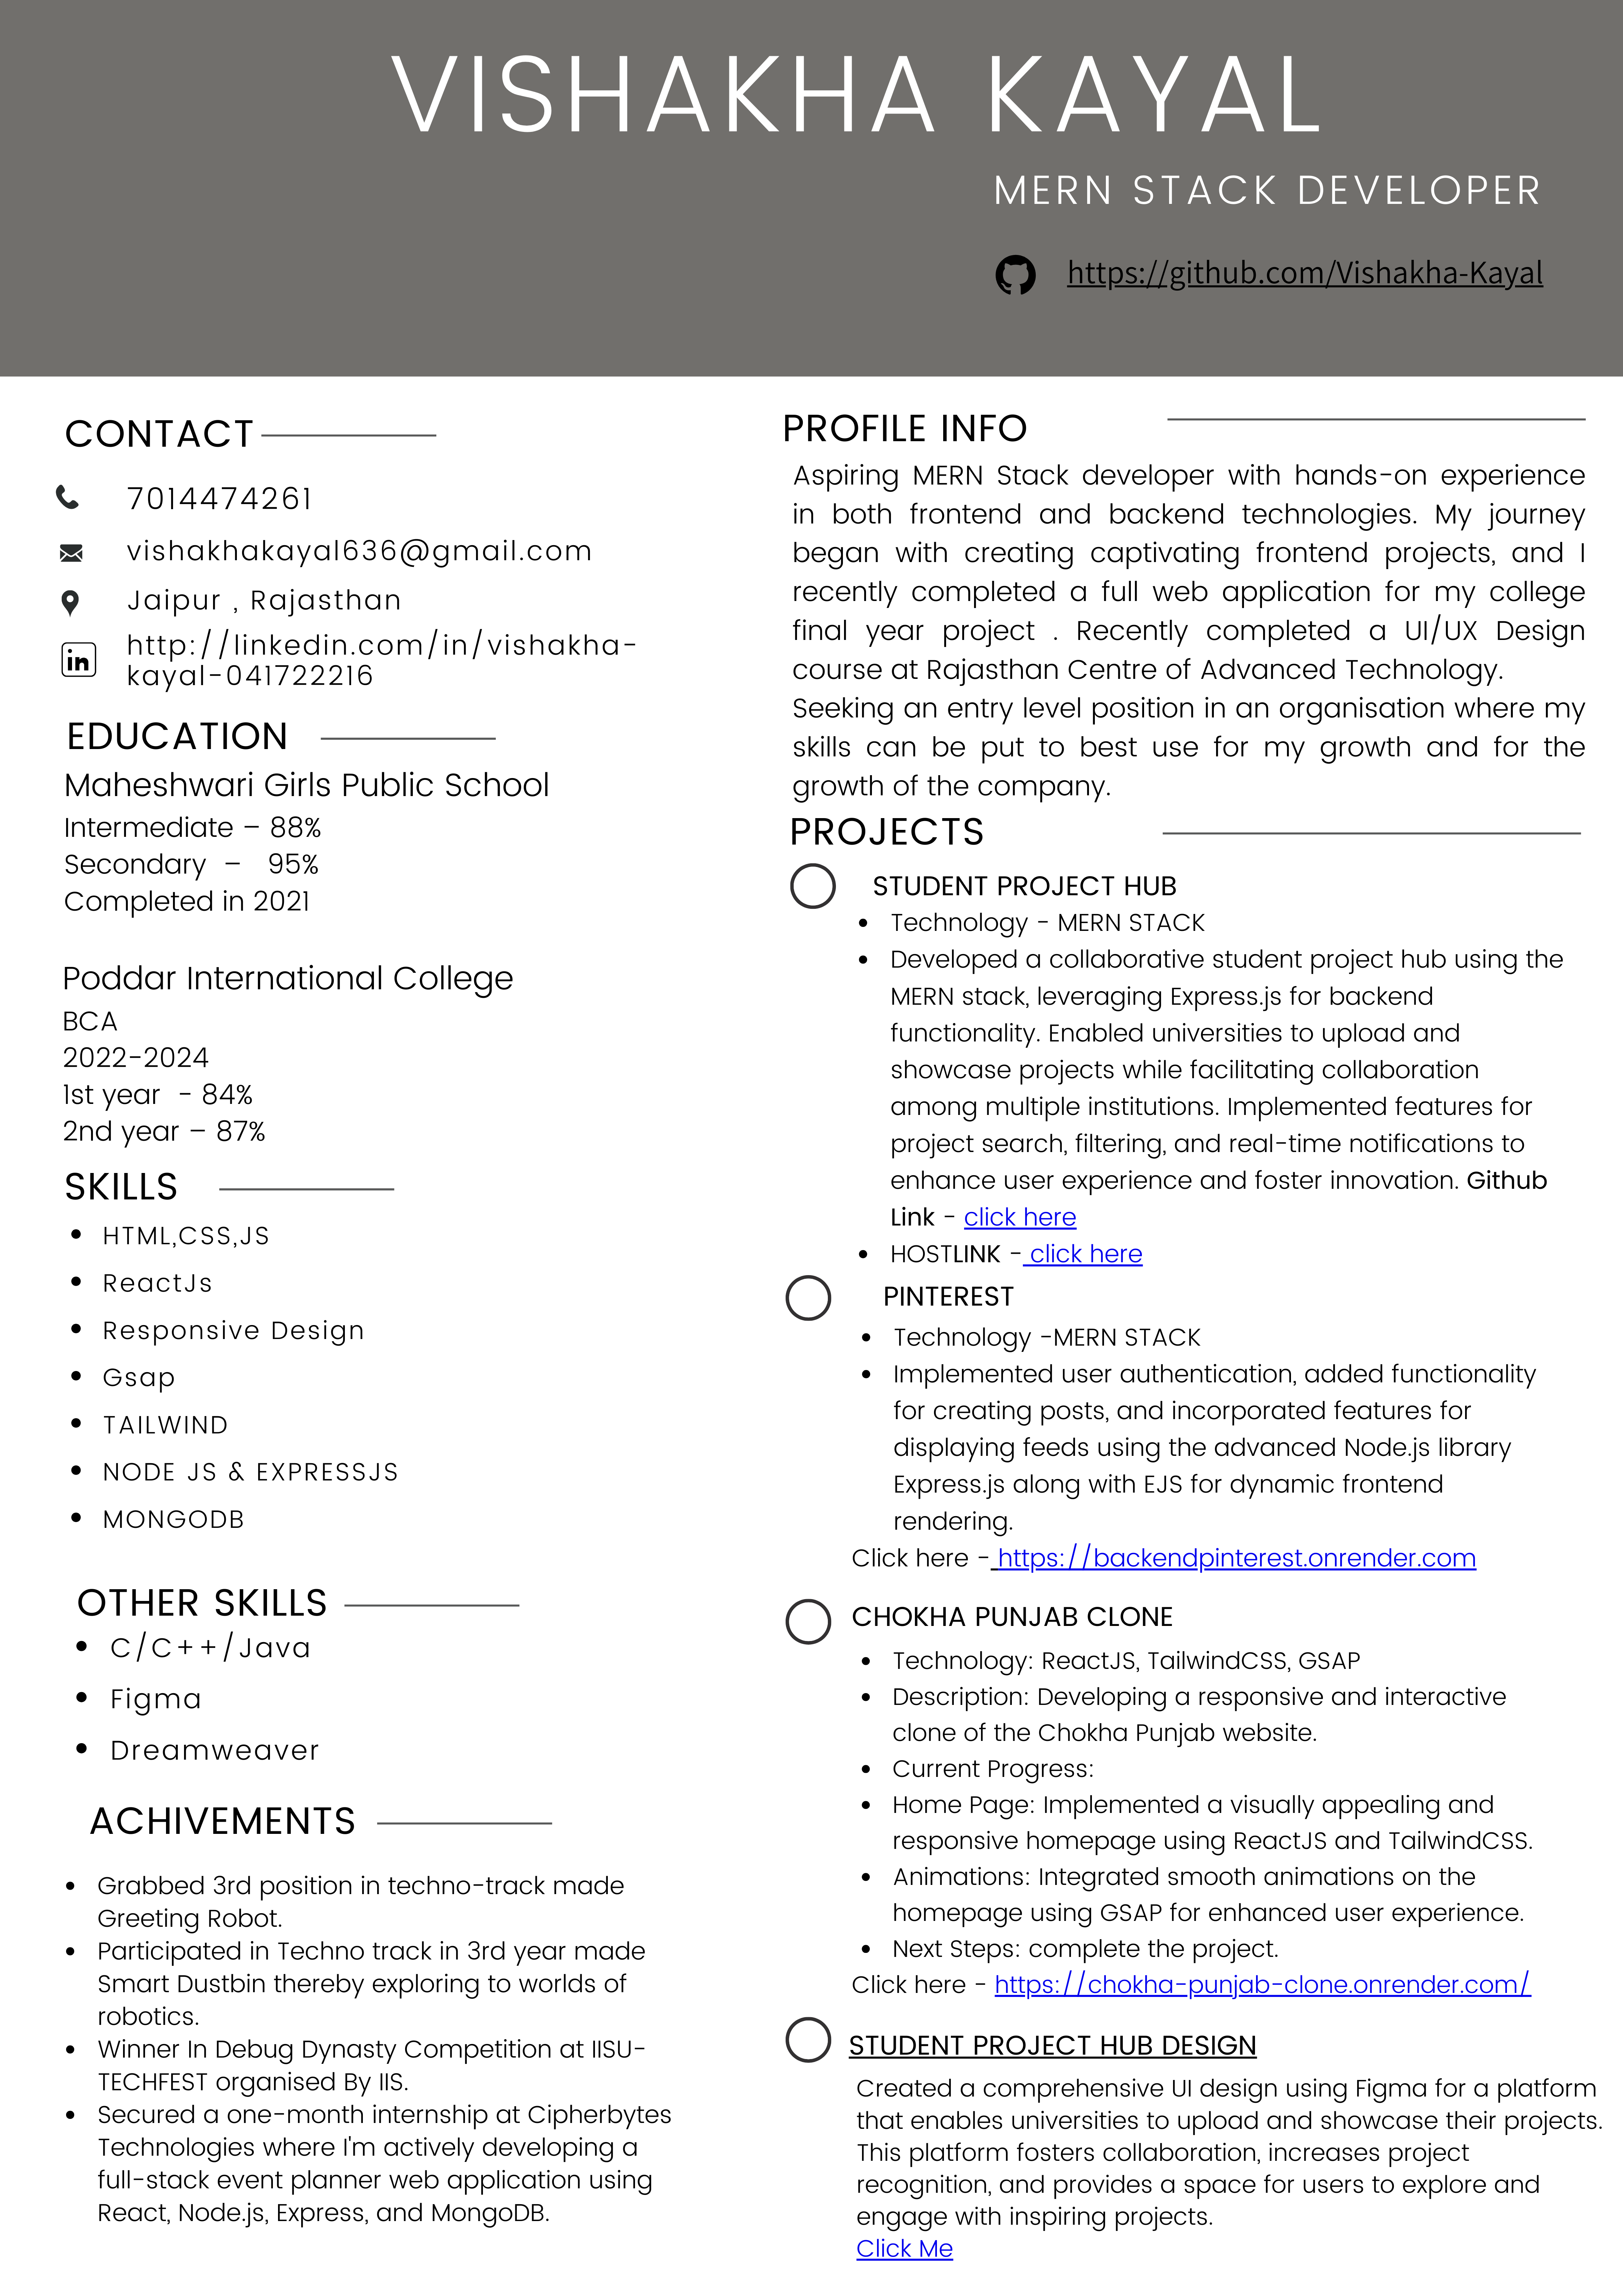 VISHAKHA KAYAL
MERN STACK DEVELOPER
https://github.com/Vishakha-Kayal
CONTACT
7014474261
vishakhakayal636@gmail.com
Jaipur , Rajasthan
http://linkedin.com/in/vishakha-
kayal-041722216
EDUCATION
Maheshwari Girls Public School
Intermediate – 88%
Secondary – 95%
Completed in 2021
Poddar International College
BCA
2022-2024
1st year - 84%
2nd year – 87%
SKILLS
• HTML,CSS,JS
• ReactJs
• Responsive Design
• Gsap
• TAILWIND
• NODE JS & EXPRESSJS
• MONGODB
OTHER SKILLS
• C/C++/Java
• Figma
• Dreamweaver
ACHIVEMENTS
• Grabbed 3rd position in techno-track made
Greeting Robot.
• Participated in Techno track in 3rd year made
Smart Dustbin thereby exploring to worlds of
robotics.
• Winner In Debug Dynasty Competition at IISU-
TECHFEST organised By IIS.
• Secured a one-month internship at Cipherbytes
Technologies where I'm actively developing a
full-stack event planner web application using
React, Node.js, Express, and MongoDB.
PROFILE INFO
Aspiring MERN Stack developer with hands-on experience
in both frontend and backend technologies. My journey
began with creating captivating frontend projects, and I
recently completed a full web application for my college
final year project . Recently completed a UI/UX Design
course at Rajasthan Centre of Advanced Technology.
Seeking an entry level position in an organisation where my
skills can be put to best use for my growth and for the
growth of the company.
PROJECTS
STUDENT PROJECT HUB
• Technology - MERN STACK
• Developed a collaborative student project hub using the
MERN stack, leveraging Express.js for backend
functionality. Enabled universities to upload and
showcase projects while facilitating collaboration
among multiple institutions. Implemented features for
project search, filtering, and real-time notifications to
enhance user experience and foster innovation. Github
Link - click here
• HOSTLINK - click here
PINTEREST
• Technology -MERN STACK
• Implemented user authentication, added functionality
for creating posts, and incorporated features for
displaying feeds using the advanced Node.js library
Express.js along with EJS for dynamic frontend
rendering.
Click here - https://backendpinterest.onrender.com
CHOKHA PUNJAB CLONE
• Technology: ReactJS, TailwindCSS, GSAP
• Description: Developing a responsive and interactive
clone of the Chokha Punjab website.
• Current Progress:
• Home Page: Implemented a visually appealing and
responsive homepage using ReactJS and TailwindCSS.
• Animations: Integrated smooth animations on the
homepage using GSAP for enhanced user experience.
• Next Steps: complete the project.
Click here - https://chokha-punjab-clone.onrender.com/
STUDENT PROJECT HUB DESIGN
Created a comprehensive UI design using Figma for a platform
that enables universities to upload and showcase their projects.
This platform fosters collaboration, increases project
recognition, and provides a space for users to explore and
engage with inspiring projects.
Click Me